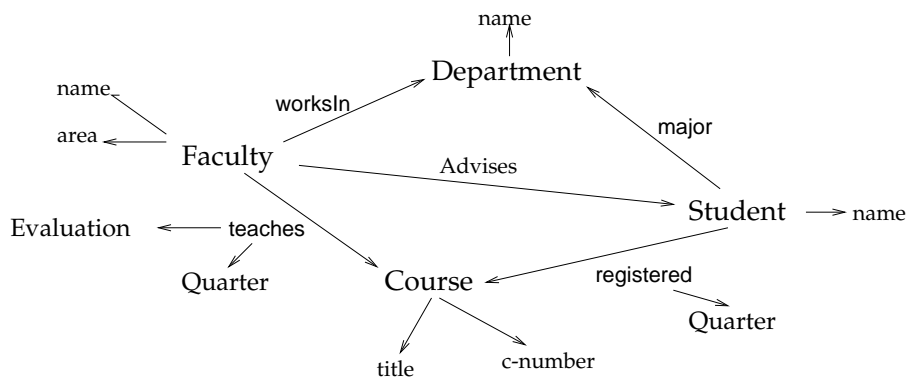 name
Department
name
worksIn
major
area
Faculty
Advises
Student
name
Evaluation
teaches
Quarter
Course
registered
Quarter
title
c-number